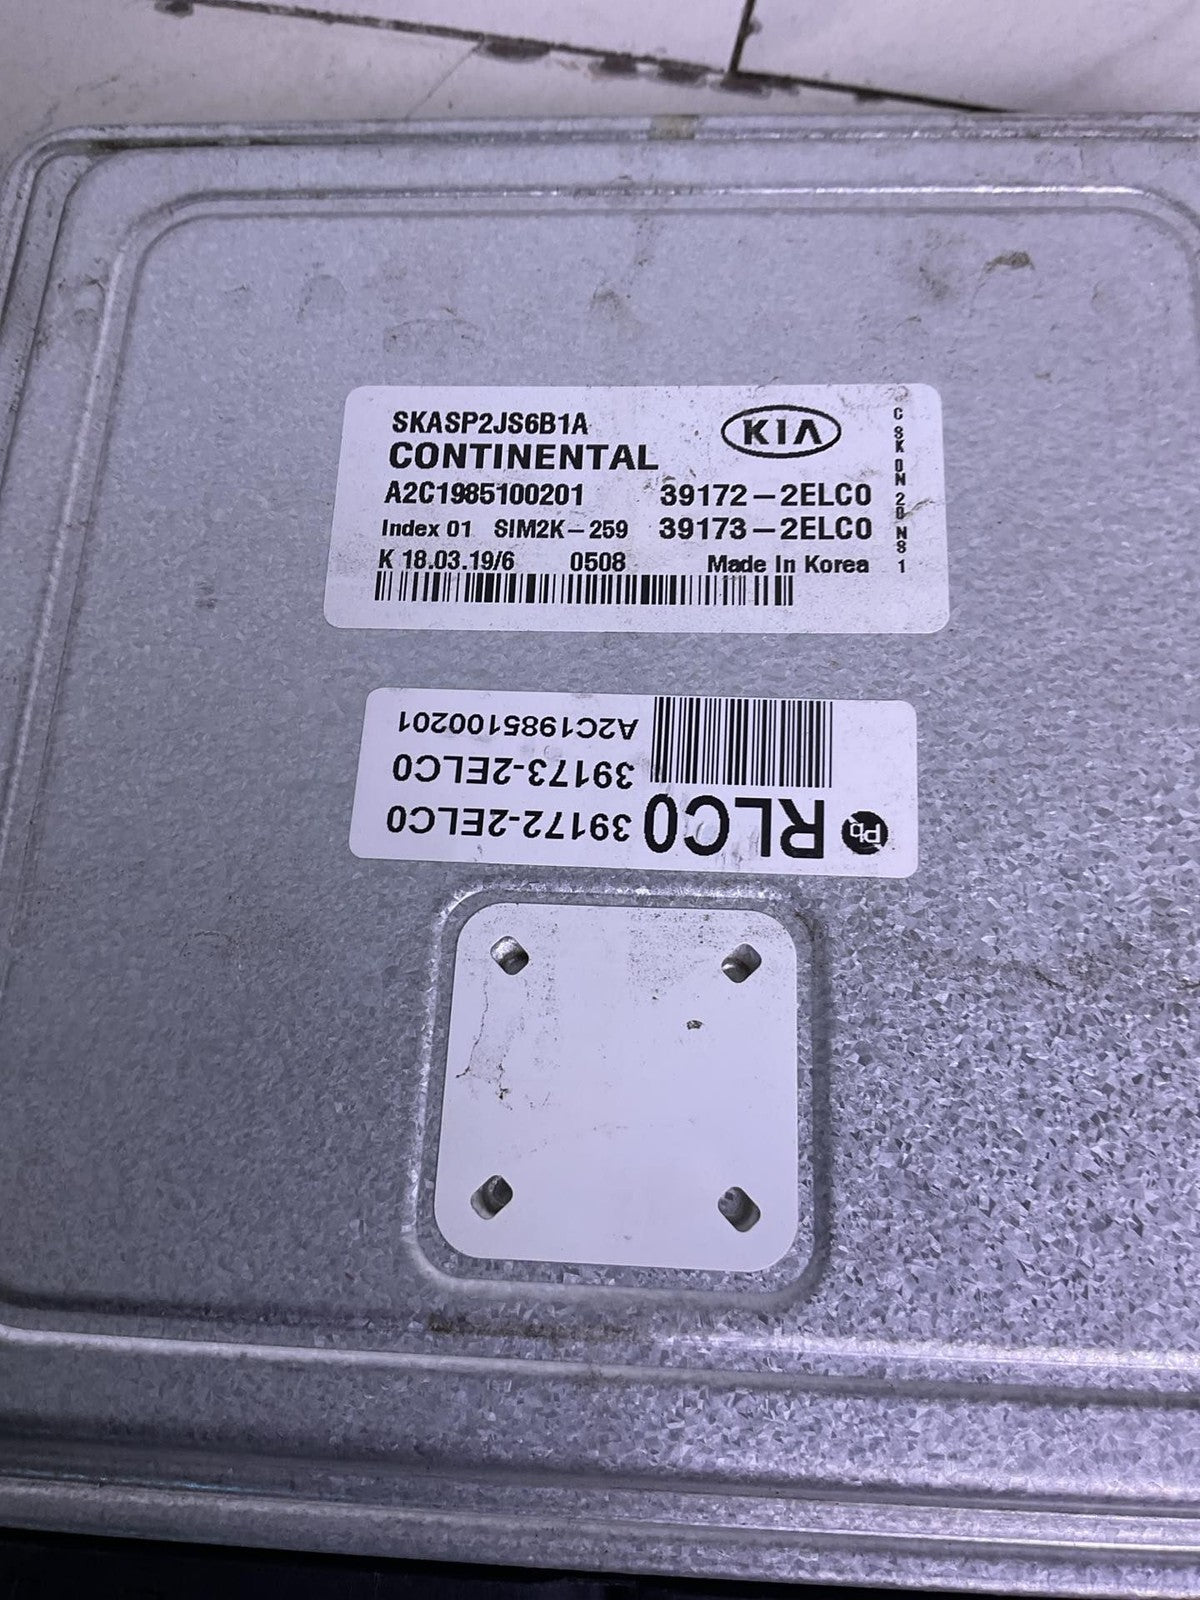 SKASP2JS6B1A
KIA
CONTINENTAL
A2C1985100201 39172-2ELC0
Index 01 SIM2K-259 39173-2ELC0
K 18.03.19/6 0508 Made In Korea
RLC0 39172-2ELC0
39173-2ELC0
A2C1985100201
Pb